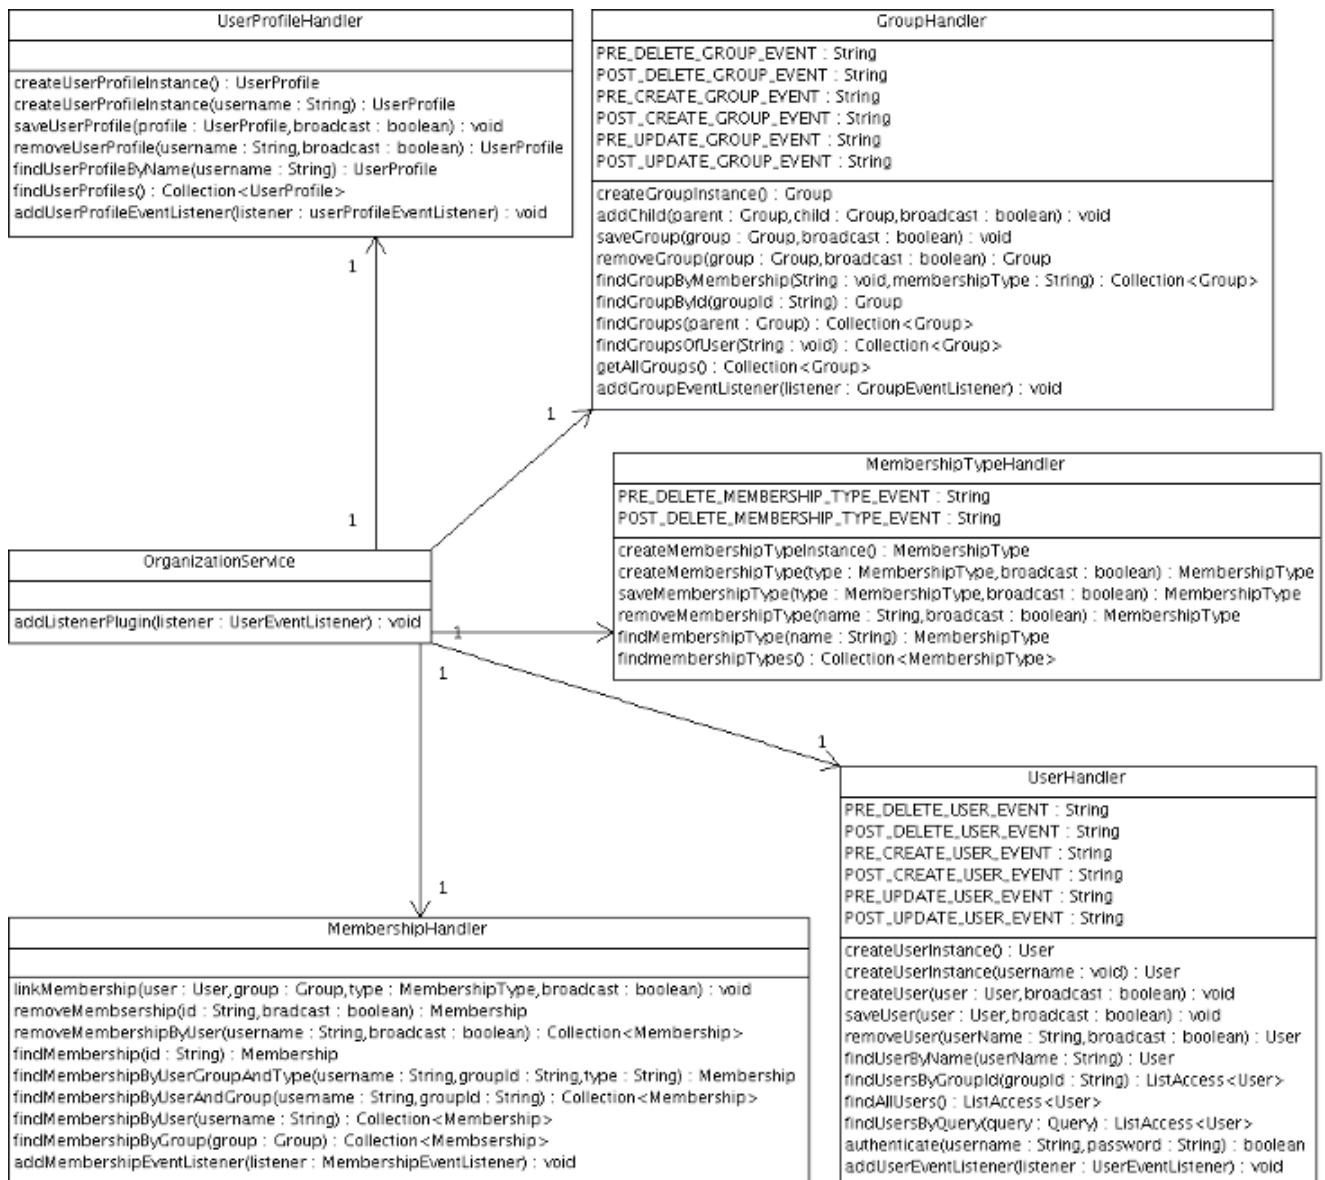 UserProfileHandler
createUserProfileInstance() : UserProfile
createUserProfileInstance(username : String) : UserProfile
saveUserProfile(profile : UserProfile,broadcast : boolean) : void
removeUserProfile(username : String,broadcast : boolean) : UserProfile
findUserProfileByName(username : String) : UserProfile
findUserProfiles() : Collection<UserProfile>
addUserProfileEventListener(listener : userProfileEventListener) : void
GroupHandler
PRE_DELETE_GROUP_EVENT : String
POST_DELETE_GROUP_EVENT : String
PRE_CREATE_GROUP_EVENT : String
POST_CREATE_GROUP_EVENT : String
PRE_UPDATE_GROUP_EVENT : String
POST_UPDATE_GROUP_EVENT : String
createGroupInstance() : Group
addChild(parent : Group,child : Group,broadcast : boolean) : void
saveGroup(group : Group,broadcast : boolean) : void
removeGroup(group : Group,broadcast : boolean) : Group
findGroupByMembership(String : void,membershipType : String) : Collection<Group>
findGroupById(groupId : String) : Group
findGroups(parent : Group) : Collection<Group>
findGroupsOfUser(String : void) : Collection<Group>
getAllGroups() : Collection<Group>
addGroupEventListener(listener : GroupEventListener) : void
1
1
1
MembershipTypeHandler
PRE_DELETE_MEMBERSHIP_TYPE_EVENT : String
POST_DELETE_MEMBERSHIP_TYPE_EVENT : String
createMembershipTypeInstance() : MembershipType
createMembershipType(type : MembershipType,broadcast : boolean) : MembershipType
saveMembershipType(type : MembershipType,broadcast : boolean) : MembershipType
removeMembershipType(name : String,broadcast : boolean) : MembershipType
findMembershipType(name : String) : MembershipType
findmembershipTypes() : Collection<MembershipType>
OrganizationService
addListenerPlugin(listener : UserEventListener) : void
1
1
1
1
UserHandler
PRE_DELETE_USER_EVENT : String
POST_DELETE_USER_EVENT : String
PRE_CREATE_USER_EVENT : String
POST_CREATE_USER_EVENT : String
PRE_UPDATE_USER_EVENT : String
POST_UPDATE_USER_EVENT : String
createUserInstance() : User
createUserInstance(username : void) : User
createUser(user : User,broadcast : boolean) : void
saveUser(user : User,broadcast : boolean) : void
removeUser(userName : String,broadcast : boolean) : User
findUserByName(userName : String) : User
findUsersByGroupId(groupId : String) : ListAccess<User>
findAllUsers() : ListAccess<User>
findUsersByQuery(query : Query) : ListAccess<User>
authenticate(username : String,password : String) : boolean
addUserEventListener(listener : UserEventListener) : void
MembershipHandler
linkMembership(user : User,group : Group,type : MembershipType,broadcast : boolean) : void
removeMembsership(id : String,bradcast : boolean) : Membership
removeMembershipByUser(username : String,broadcast : boolean) : Collection<Membership>
findMembership(id : String) : Membership
findMembershipByUserGroupAndType(username : String,groupId : String,type : String) : Membership
findMembershipByUserAndGroup(username : String,groupId : String) : Collection<Membership>
findMembershipByUser(username : String) : Collection<Membership>
findMembershipByGroup(group : Group) : Collection<Membsership>
addMembershipEventListener(listener : MembershipEventListener) : void